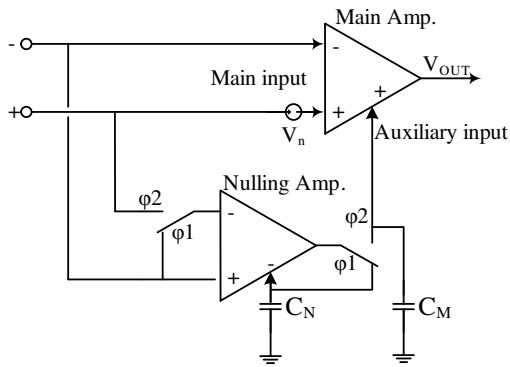 Main Amp.
-
-
V_OUT
Main input
+
+
+
V_n
Auxiliary input
Nulling Amp.
φ2
-
φ2
φ1
φ1
+
-
C_N
C_M